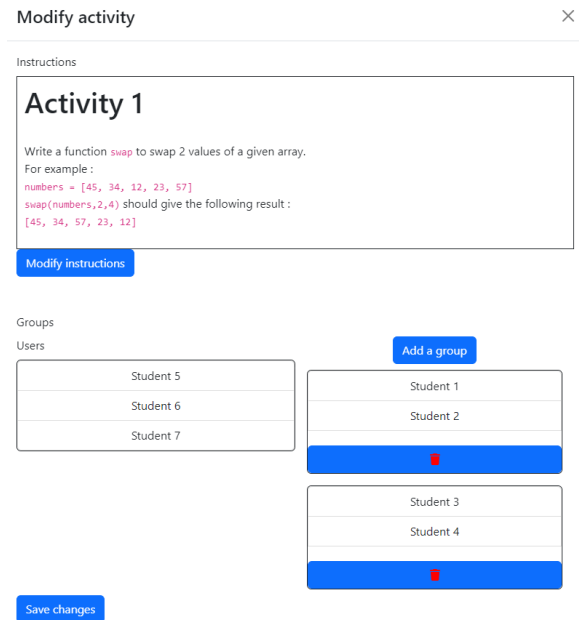 Modify activity
Instructions
Activity 1
Write a function swap to swap 2 values of a given array.
For example :
numbers = [45, 34, 12, 23, 57]
swap(numbers,2,4) should give the following result :
[45, 34, 57, 23, 12]
Modify instructions
Groups
Users
Student 5
Student 6
Student 7
Add a group
Student 1
Student 2
Student 3
Student 4
Save changes